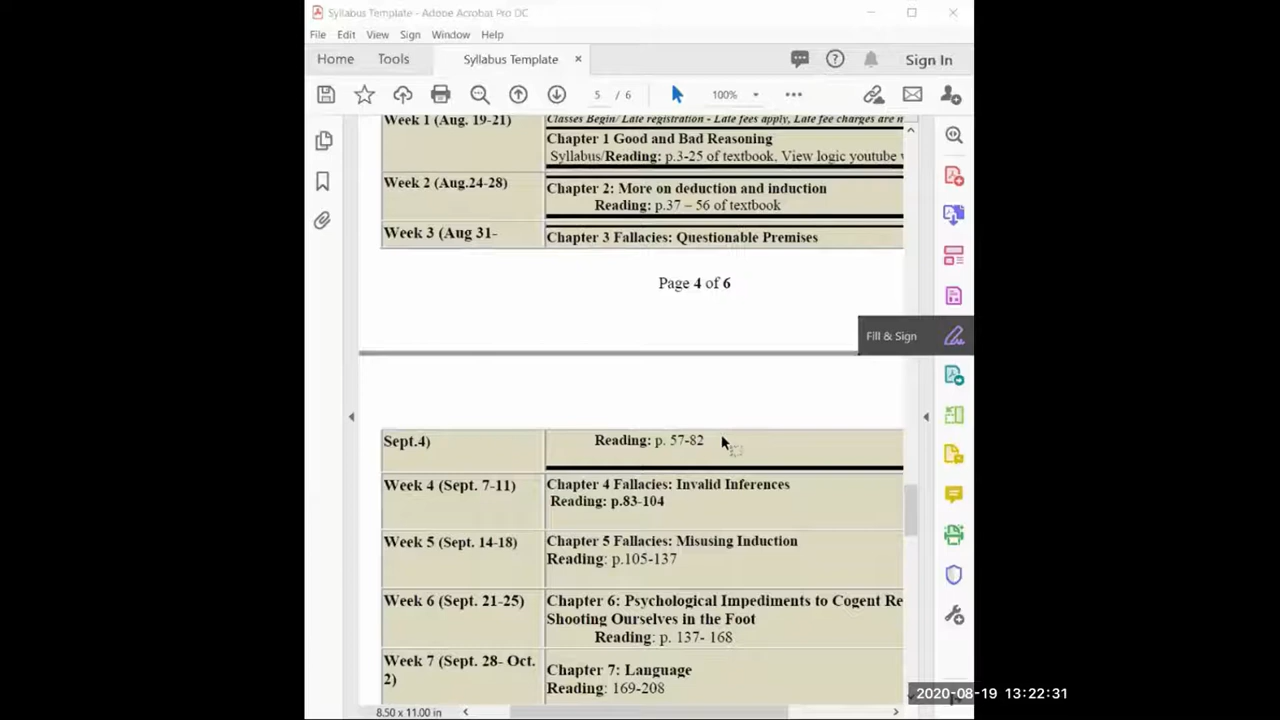 Syllabus Template - Adobe Acrobat Pro DC
File Edit View Sign Window Help
Home Tools Syllabus Template × Sign In
5 / 6 100%
Week 1 (Aug. 19-21) Classes Begin/ Late registration - Late fees apply, Late fee charges are n
Chapter 1 Good and Bad Reasoning
Syllabus/Reading: p.3-25 of textbook. View logic youtube v
Week 2 (Aug.24-28) Chapter 2: More on deduction and induction
Reading: p.37 – 56 of textbook
Week 3 (Aug 31- Chapter 3 Fallacies: Questionable Premises
Page 4 of 6
Fill & Sign
Sept.4) Reading: p. 57-82
Week 4 (Sept. 7-11) Chapter 4 Fallacies: Invalid Inferences
Reading: p.83-104
Week 5 (Sept. 14-18) Chapter 5 Fallacies: Misusing Induction
Reading: p.105-137
Week 6 (Sept. 21-25) Chapter 6: Psychological Impediments to Cogent Re
Shooting Ourselves in the Foot
Reading: p. 137- 168
Week 7 (Sept. 28- Oct.
2) Chapter 7: Language
Reading: 169-208
2020-08-19 13:22:31
8.50 x 11.00 in